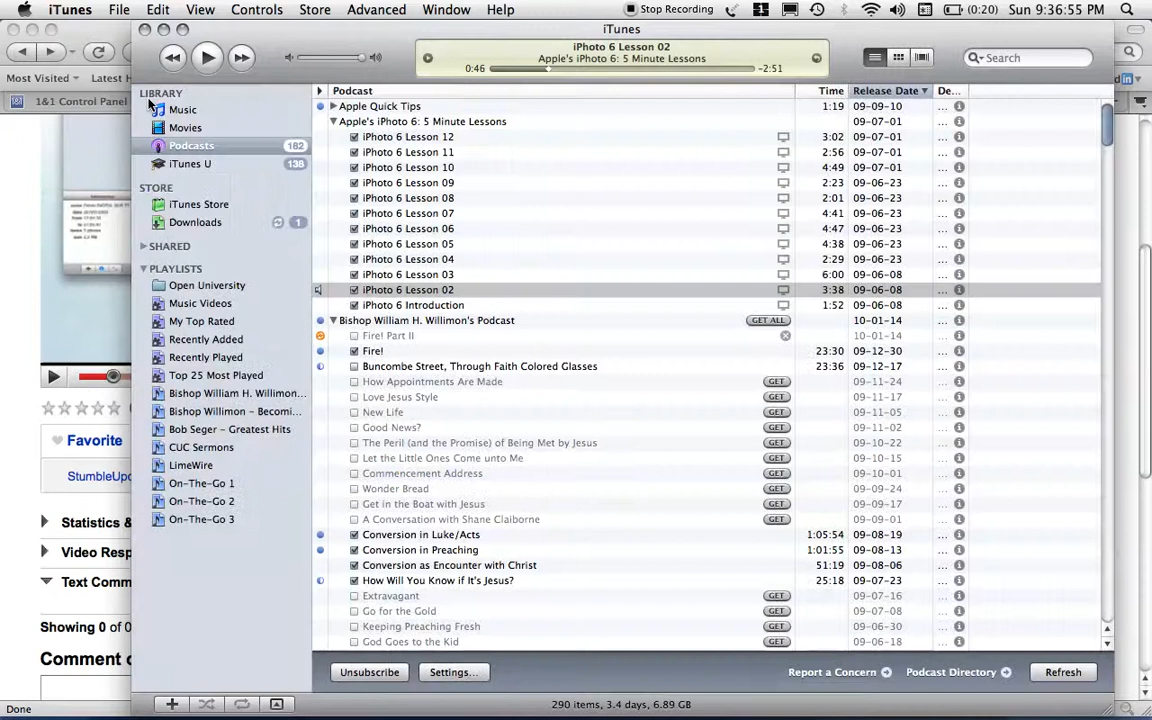 iTunes File Edit View Controls Store Advanced Window Help Stop Recording 1 (0:20) Sun 9:36:55 PM
iTunes
iPhoto 6 Lesson 02
Apple's iPhoto 6: 5 Minute Lessons
0:46 -2:51
Search
Most Visited Latest H
1&1 Control Panel
LIBRARY
Music
Movies
Podcasts 182
iTunes U 138
STORE
iTunes Store
Downloads 1
SHARED
PLAYLISTS
Open University
Music Videos
My Top Rated
Recently Added
Recently Played
Top 25 Most Played
Bishop William H. Willimon...
Bishop Willimon - Becomi...
Bob Seger - Greatest Hits
CUC Sermons
LimeWire
On-The-Go 1
On-The-Go 2
On-The-Go 3
Podcast Time Release Date De...
Apple Quick Tips 1:19 09-09-10 ...
Apple's iPhoto 6: 5 Minute Lessons 09-07-01
iPhoto 6 Lesson 12 3:02 09-07-01 ...
iPhoto 6 Lesson 11 2:56 09-07-01 ...
iPhoto 6 Lesson 10 4:49 09-07-01 ...
iPhoto 6 Lesson 09 2:23 09-06-23 ...
iPhoto 6 Lesson 08 2:01 09-06-23 ...
iPhoto 6 Lesson 07 4:41 09-06-23 ...
iPhoto 6 Lesson 06 4:47 09-06-23 ...
iPhoto 6 Lesson 05 4:38 09-06-23 ...
iPhoto 6 Lesson 04 2:29 09-06-23 ...
iPhoto 6 Lesson 03 6:00 09-06-08 ...
iPhoto 6 Lesson 02 3:38 09-06-08 ...
iPhoto 6 Introduction 1:52 09-06-08 ...
Bishop William H. Willimon's Podcast GET ALL 10-01-14
Fire! Part II 10-01-14 ...
Fire! 23:30 09-12-30 ...
Buncombe Street, Through Faith Colored Glasses 23:36 09-12-17 ...
How Appointments Are Made GET 09-11-24 ...
Love Jesus Style GET 09-11-17 ...
New Life GET 09-11-05 ...
Good News? GET 09-11-02 ...
The Peril (and the Promise) of Being Met by Jesus GET 09-10-22 ...
Let the Little Ones Come unto Me GET 09-10-15 ...
Commencement Address GET 09-10-01 ...
Wonder Bread GET 09-09-24 ...
Get in the Boat with Jesus GET 09-09-17 ...
A Conversation with Shane Claiborne GET 09-09-01 ...
Conversion in Luke/Acts 1:05:54 09-08-19 ...
Conversion in Preaching 1:01:55 09-08-13 ...
Conversion as Encounter with Christ 51:19 09-08-06 ...
How Will You Know if It's Jesus? 25:18 09-07-23 ...
Extravagant GET 09-07-16 ...
Go for the Gold GET 09-07-08 ...
Keeping Preaching Fresh GET 09-06-30 ...
God Goes to the Kid GET 09-06-18 ...
Unsubscribe Settings... Report a Concern Podcast Directory Refresh
290 items, 3.4 days, 6.89 GB
Favorite
StumbleUpo
Statistics &
Video Resp
Text Comm
Showing 0 of 0
Comment o
Done